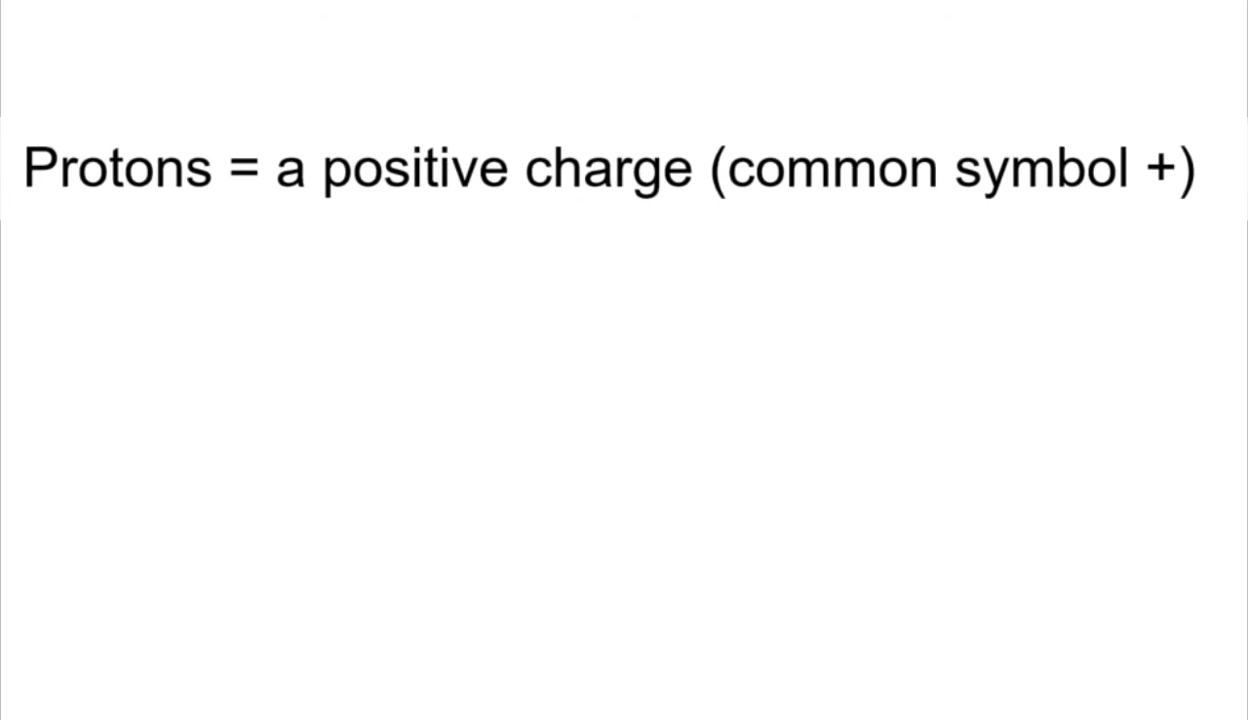 Protons = a positive charge (common symbol +)